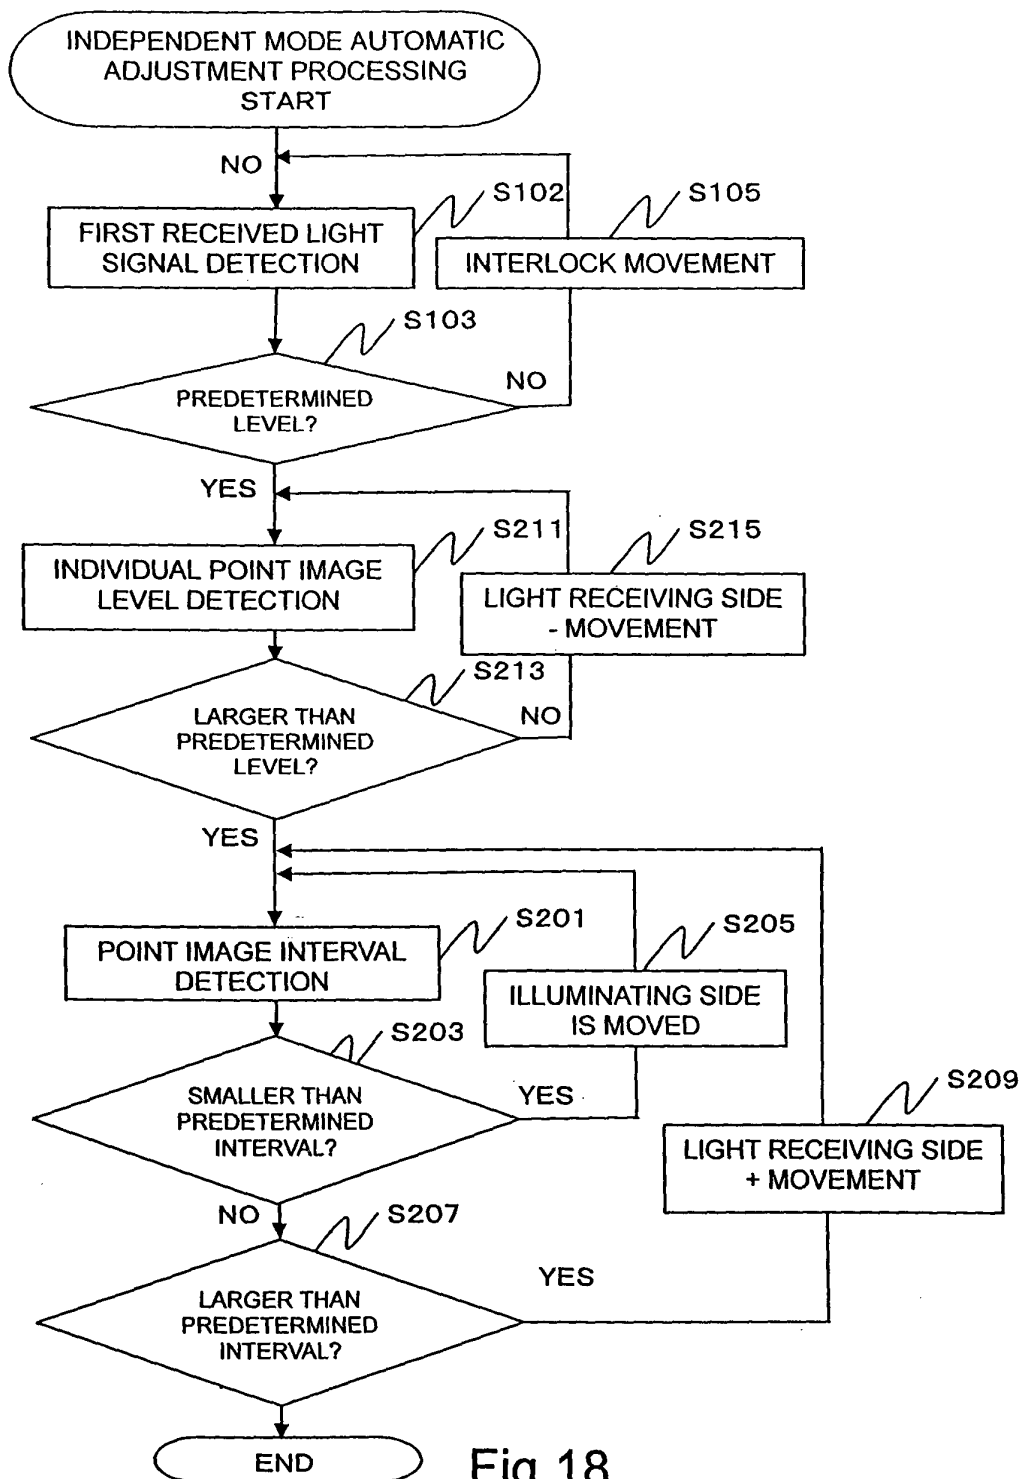 INDEPENDENT MODE AUTOMATIC
ADJUSTMENT PROCESSING
START
NO
S102
S105
FIRST RECEIVED LIGHT
SIGNAL DETECTION
INTERLOCK MOVEMENT
S103
NO
PREDETERMINED
LEVEL?
YES
S211
S215
INDIVIDUAL POINT IMAGE
LEVEL DETECTION
LIGHT RECEIVING SIDE
- MOVEMENT
S213
NO
LARGER THAN
PREDETERMINED
LEVEL?
YES
S201
S205
POINT IMAGE INTERVAL
DETECTION
ILLUMINATING SIDE
IS MOVED
S203
SMALLER THAN
PREDETERMINED
INTERVAL?
YES
S209
LIGHT RECEIVING SIDE
+ MOVEMENT
NO
S207
YES
LARGER THAN
PREDETERMINED
INTERVAL?
END
Fig.18